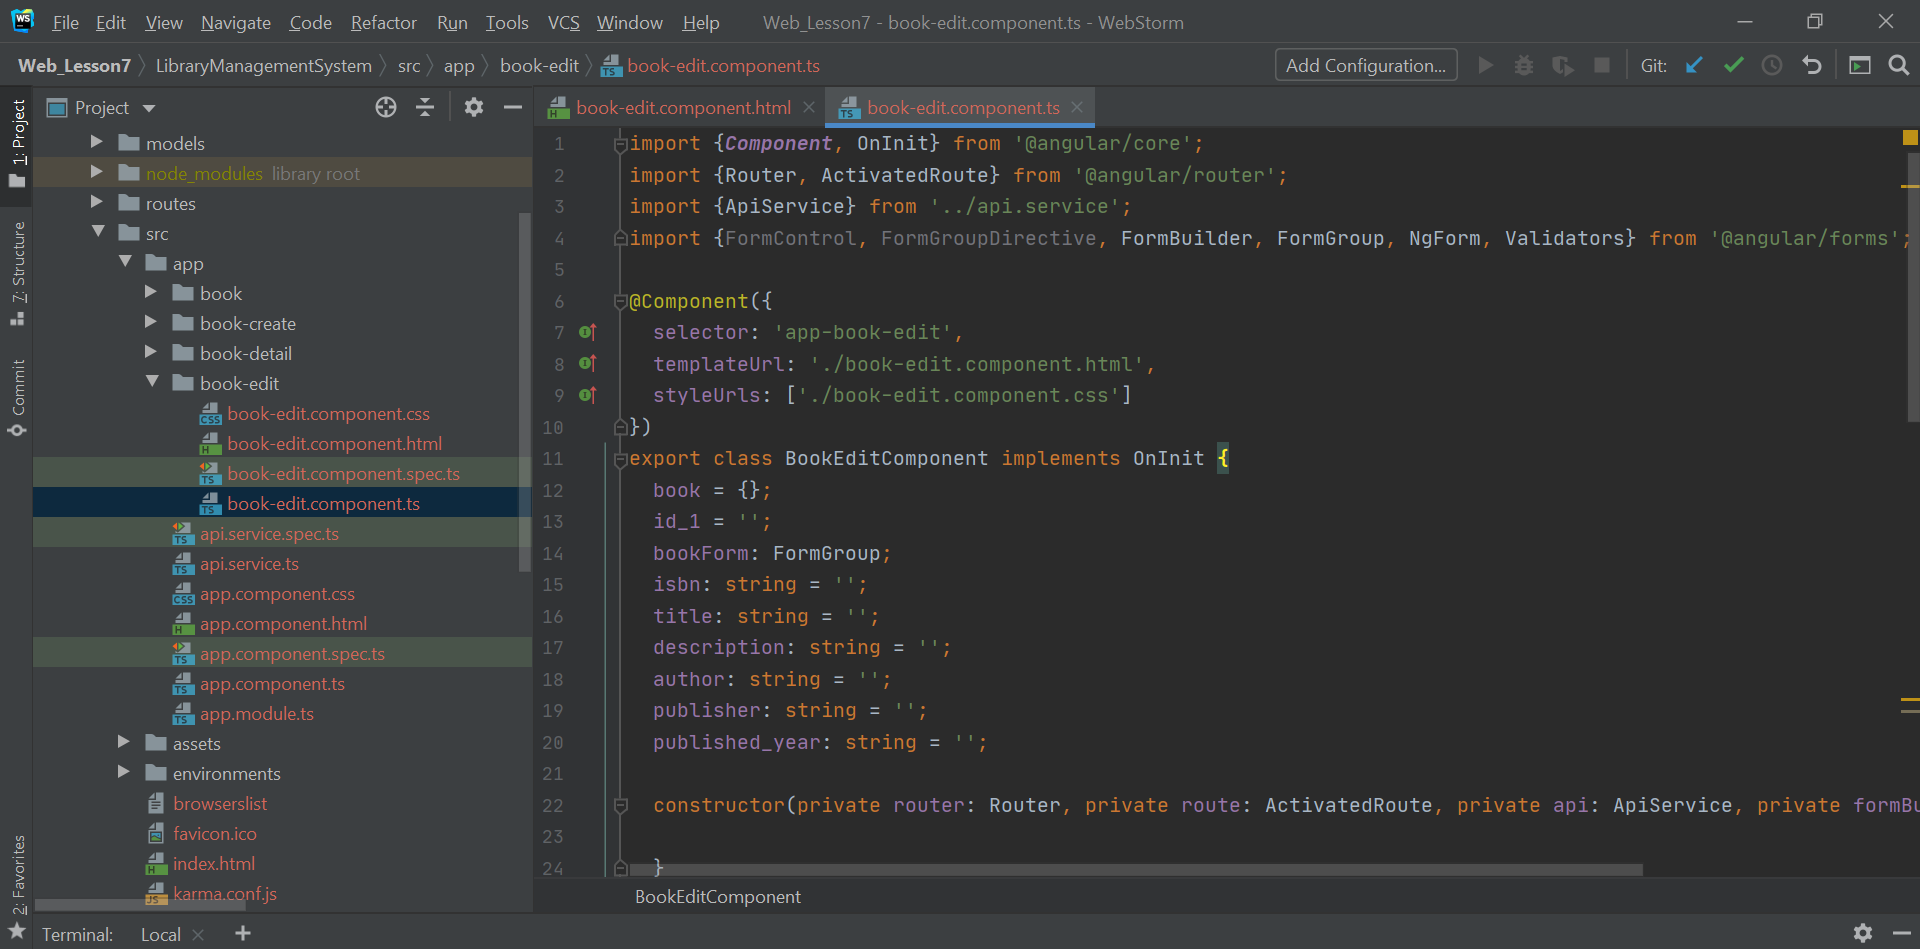 WS File Edit View Navigate Code Refactor Run Tools VCS Window Help Web_Lesson7 - book-edit.component.ts - WebStorm
Web_Lesson7 LibraryManagementSystem src app book-edit book-edit.component.ts Add Configuration... Git:
1: Project
7: Structure
Commit
2: Favorites
Project
models
node_modules library root
routes
src
app
book
book-create
book-detail
book-edit
book-edit.component.css
book-edit.component.html
book-edit.component.spec.ts
book-edit.component.ts
api.service.spec.ts
api.service.ts
app.component.css
app.component.html
app.component.spec.ts
app.component.ts
app.module.ts
assets
environments
browserslist
favicon.ico
index.html
karma.conf.js
book-edit.component.html book-edit.component.ts
1 import {Component, OnInit} from '@angular/core';
2 import {Router, ActivatedRoute} from '@angular/router';
3 import {ApiService} from '../api.service';
4 import {FormControl, FormGroupDirective, FormBuilder, FormGroup, NgForm, Validators} from '@angular/forms';
5
6 @Component({
7 selector: 'app-book-edit',
8 templateUrl: './book-edit.component.html',
9 styleUrls: ['./book-edit.component.css']
10 })
11 export class BookEditComponent implements OnInit {
12 book = {};
13 id_1 = '';
14 bookForm: FormGroup;
15 isbn: string = '';
16 title: string = '';
17 description: string = '';
18 author: string = '';
19 publisher: string = '';
20 published_year: string = '';
21
22 constructor(private router: Router, private route: ActivatedRoute, private api: ApiService, private formBu
23
24 }
BookEditComponent
Terminal: Local